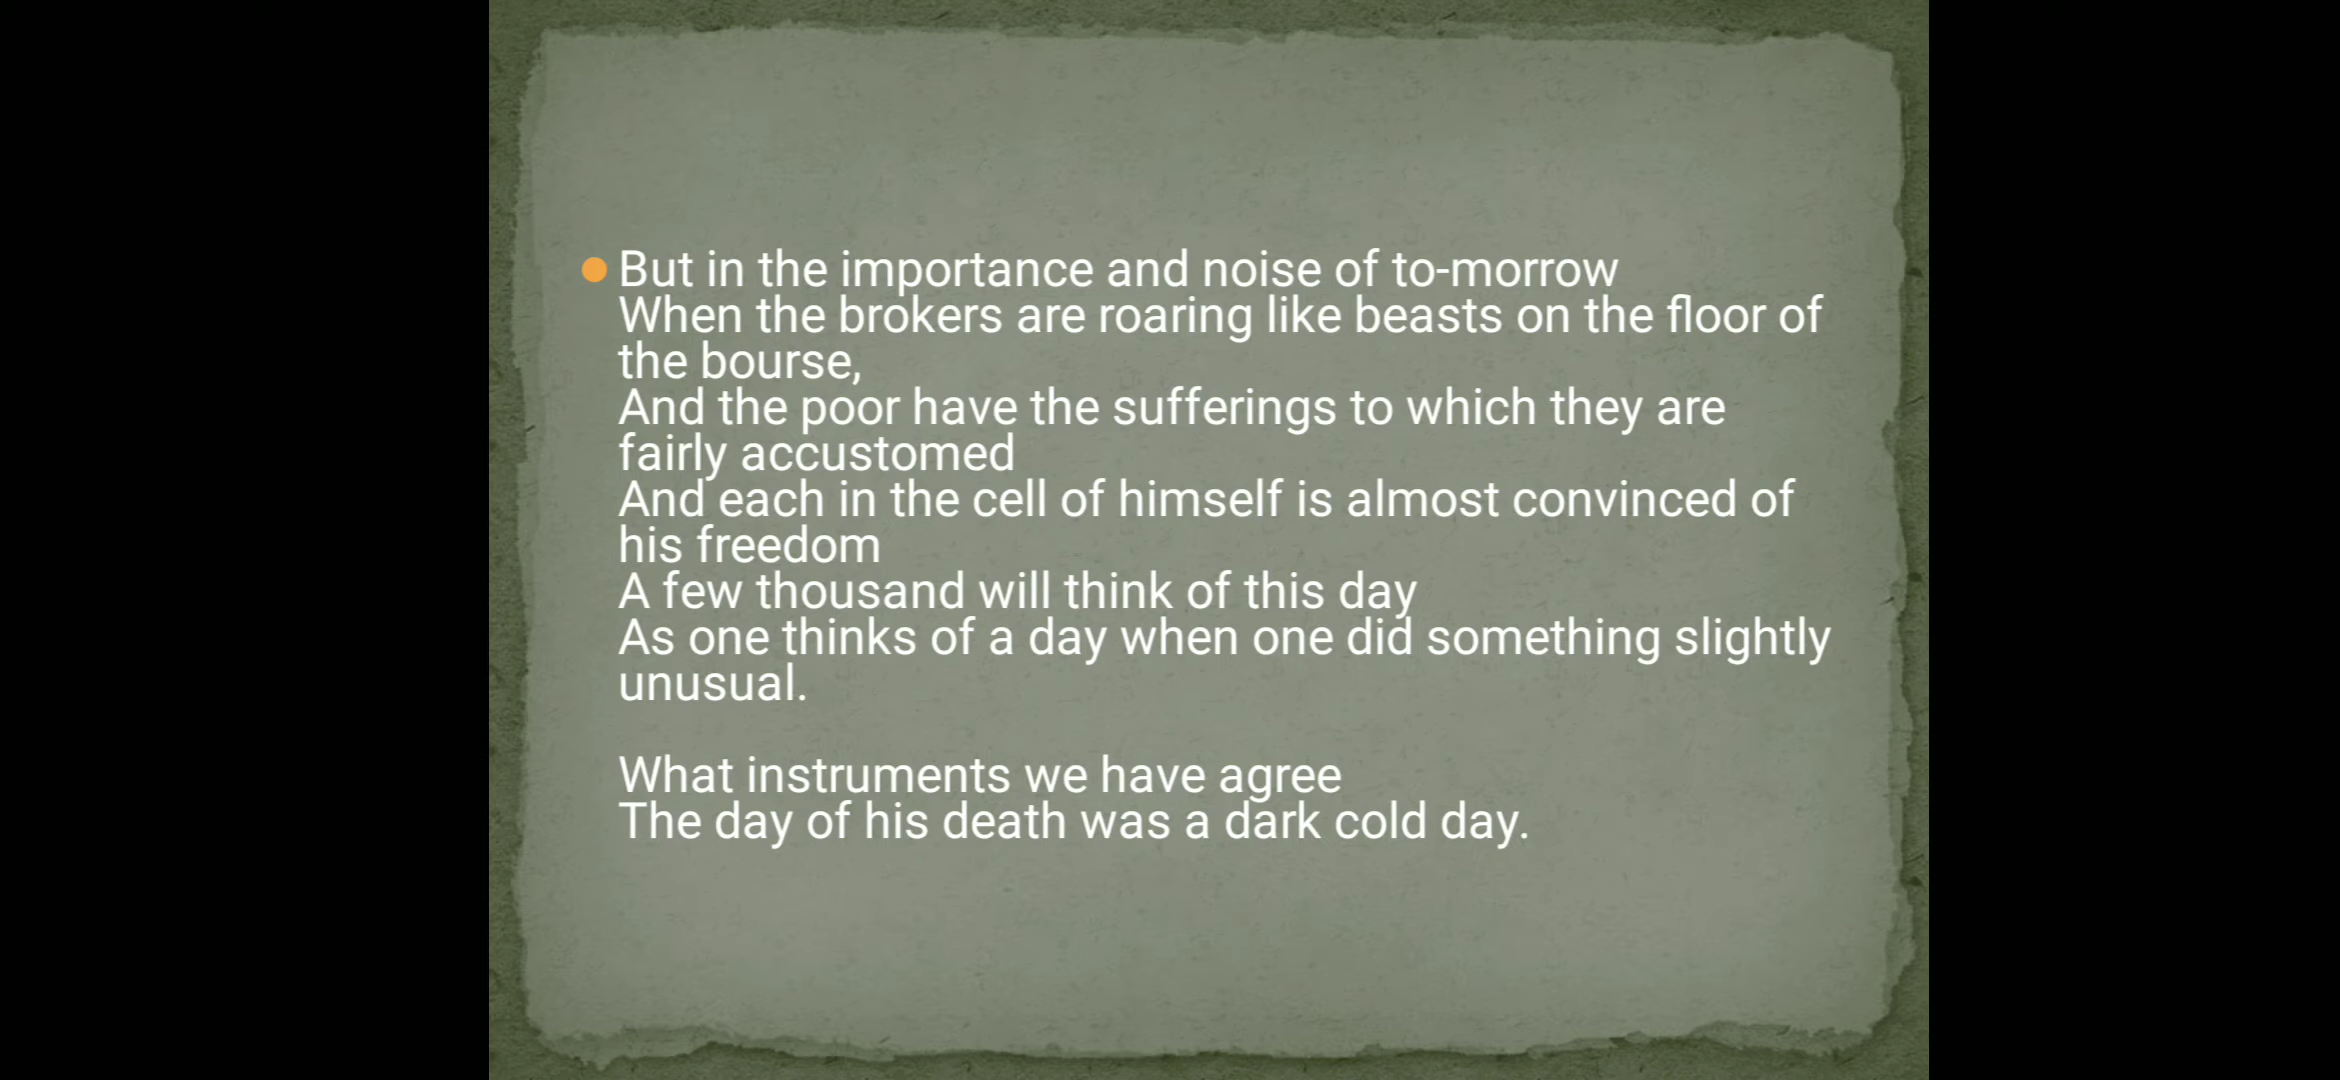 But in the importance and noise of to-morrow
When the brokers are roaring like beasts on the floor of
the bourse,
And the poor have the sufferings to which they are
fairly accustomed
And each in the cell of himself is almost convinced of
his freedom
A few thousand will think of this day
As one thinks of a day when one did something slightly
unusual.
What instruments we have agree
The day of his death was a dark cold day.